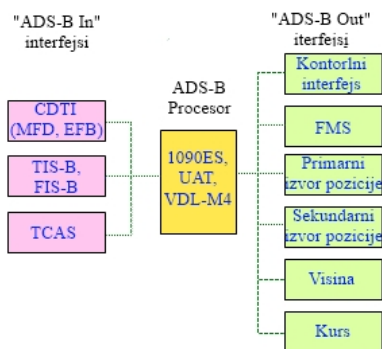 "ADS-B In"
interfejsi
CDTI
(MFD, EFB)
TIS-B,
FIS-B
TCAS
ADS-B
Procesor
1090ES,
UAT,
VDL-M4
"ADS-B Out"
iterfejsi
Kontorlni
interfejs
FMS
Primarni
izvor pozicije
Sekundarni
izvor pozicije
Visina
Kurs